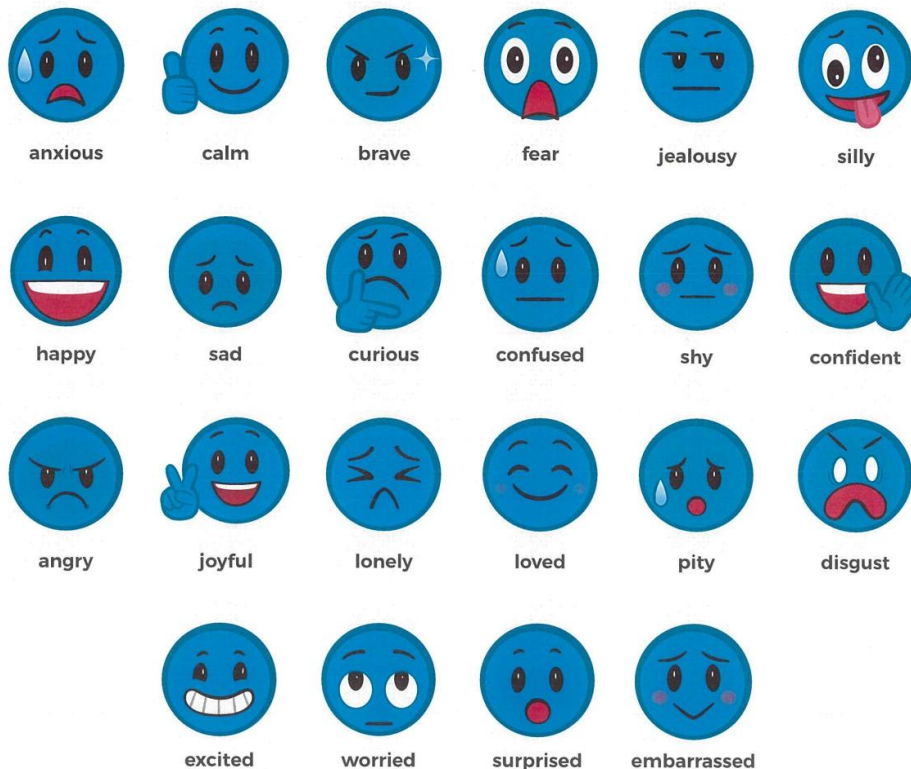 anxious calm brave fear jealousy silly
happy sad curious confused shy confident
angry joyful lonely loved pity disgust
excited worried surprised embarrassed